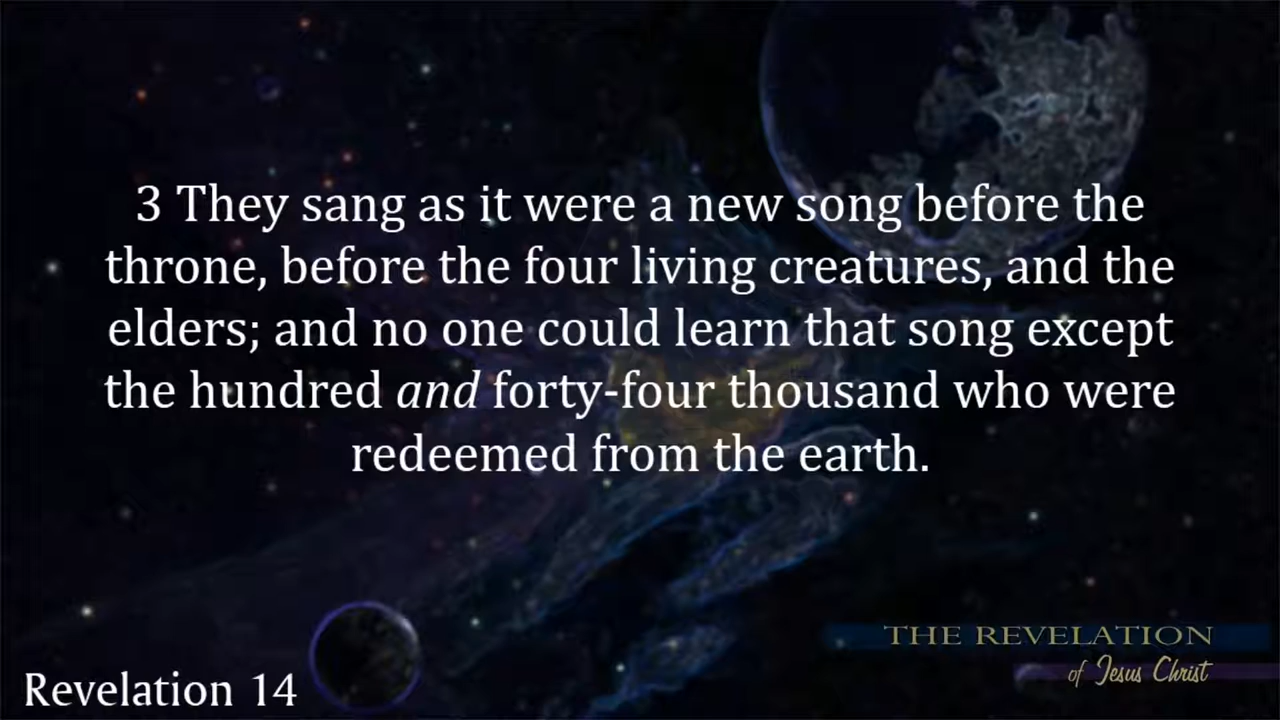 3 They sang as it were a new song before the
throne, before the four living creatures, and the
elders; and no one could learn that song except
the hundred and forty-four thousand who were
redeemed from the earth.
THE REVELATION
of Jesus Christ
Revelation 14